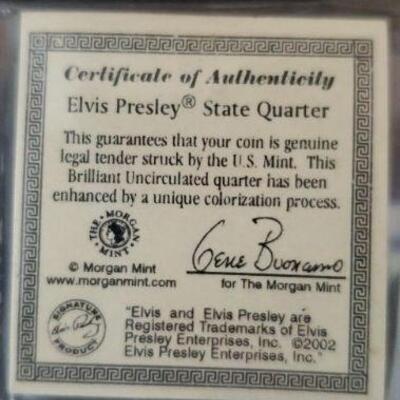 Certificate of Authenticity
Elvis Presley® State Quarter
This guarantees that your coin is genuine
legal tender struck by the U.S. Mint. This
Brilliant Uncirculated quarter has been
enhanced by a unique colorization process.
THE MORGAN MINT
© Morgan Mint
www.morganmint.com
Gene Buonanno
for The Morgan Mint
SIGNATURE
PRODUCT
"Elvis and Elvis Presley are
Registered Trademarks of Elvis
Presley Enterprises, Inc. ©2002
Elvis Presley Enterprises, Inc."